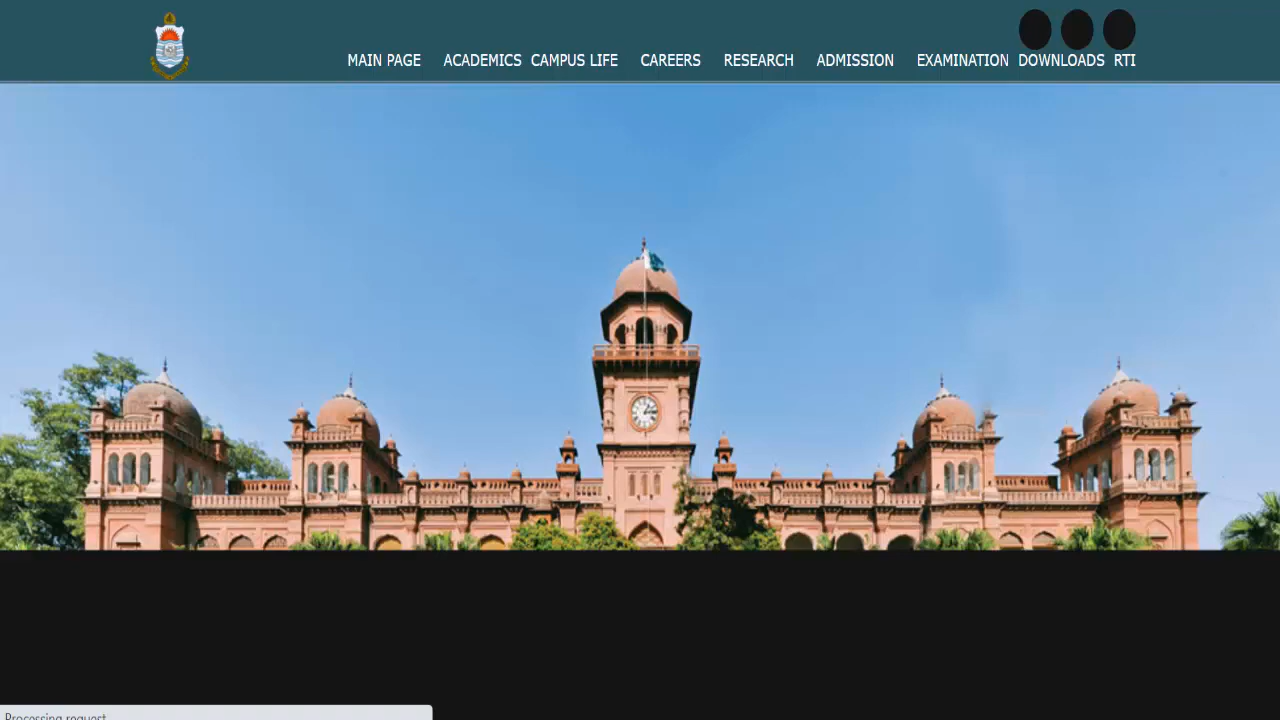 MAIN PAGE ACADEMICS CAMPUS LIFE CAREERS RESEARCH ADMISSION EXAMINATION DOWNLOADS RTI
Processing request